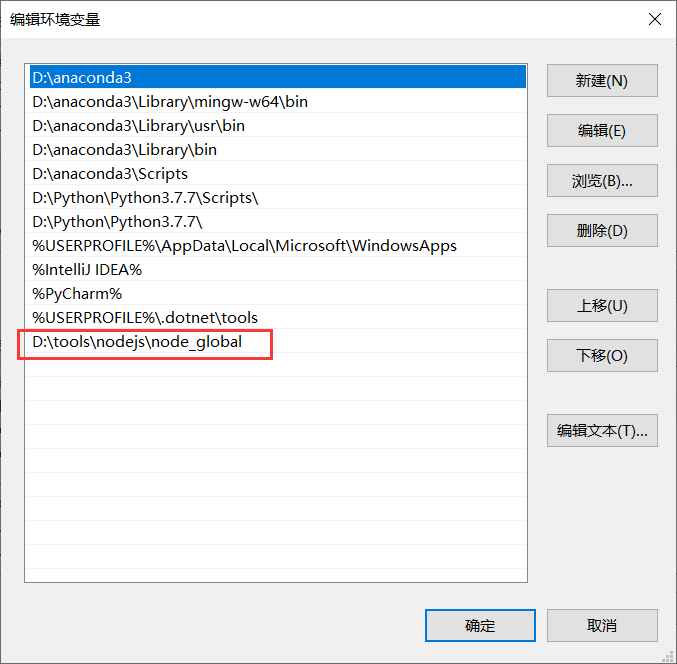 编辑环境变量
D:\anaconda3
D:\anaconda3\Library\mingw-w64\bin
D:\anaconda3\Library\usr\bin
D:\anaconda3\Library\bin
D:\anaconda3\Scripts
D:\Python\Python3.7.7\Scripts\
D:\Python\Python3.7.7\
%USERPROFILE%\AppData\Local\Microsoft\WindowsApps
%IntelliJ IDEA%
%PyCharm%
%USERPROFILE%\.dotnet\tools
D:\tools\nodejs\node_global
新建(N)
编辑(E)
浏览(B)...
删除(D)
上移(U)
下移(O)
编辑文本(T)...
确定
取消